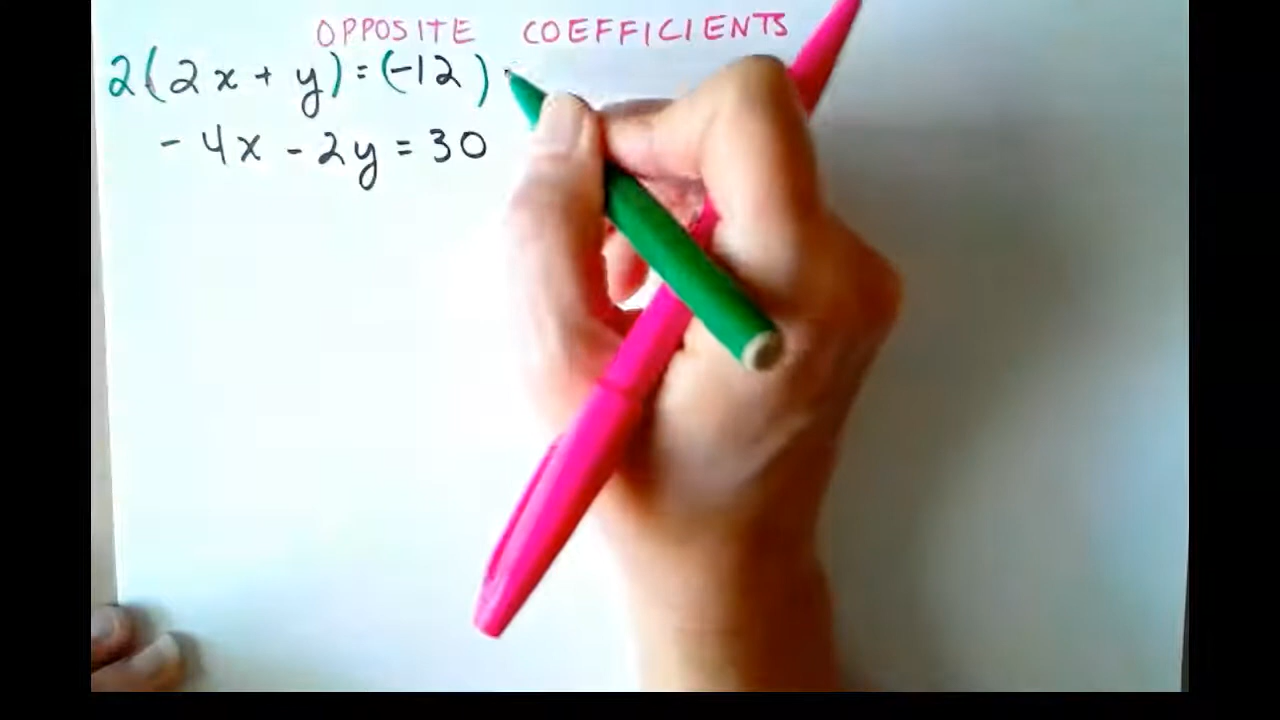 OPPOSITE COEFFICIENTS
2(2x + y) = (-12)
- 4x - 2y = 30